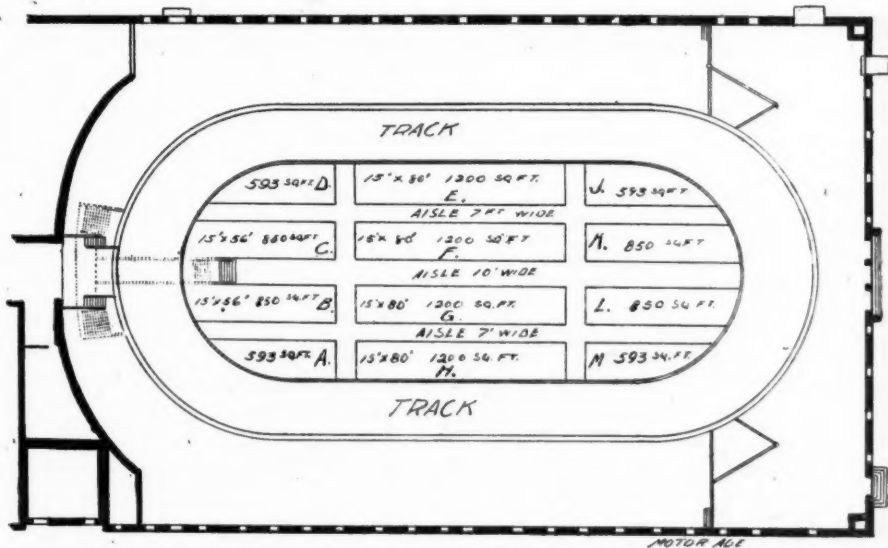 TRACK
593 SQ FT D.
15' X 80' 1200 SQ FT.
E.
J. 593 SQ FT
AISLE 7 FT WIDE
15' X 56' 850 SQ FT
C.
15' X 80' 1200 SQ FT
F.
K. 850 SQ FT
AISLE 10' WIDE
15' X 56' 850 SQ. FT B.
15' X 80' 1200 SQ. FT.
G.
L. 850 SQ FT.
AISLE 7' WIDE
593 SQ FT. A.
15' X 80' 1200 SQ. FT.
H.
M 593 SQ. FT.
TRACK
MOTOR AGE